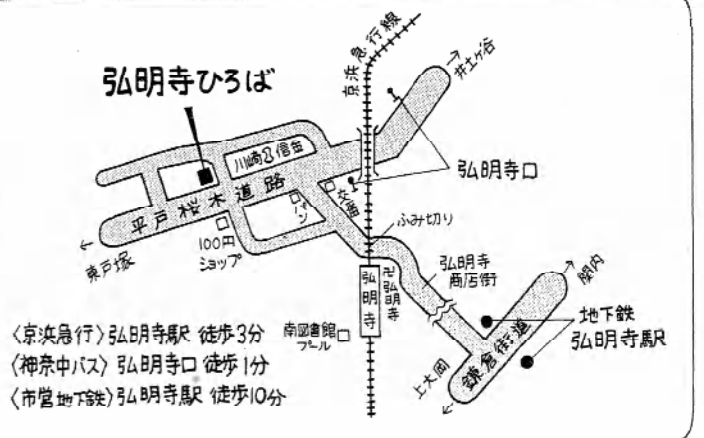 京浜急行線
井土ヶ谷
弘明寺ひろば
川崎信金
弘明寺口
平戸桜木道路
パン
交番
ふみ切り
東戸塚
100円
ショップ
弘明寺
卍弘明寺
弘明寺
商店街
関内
南図書館
プール
地下鉄
弘明寺駅
上大岡
鎌倉街道
〈京浜急行〉弘明寺駅 徒歩3分
〈神奈中バス〉弘明寺口 徒歩1分
〈市営地下鉄〉弘明寺駅 徒歩10分